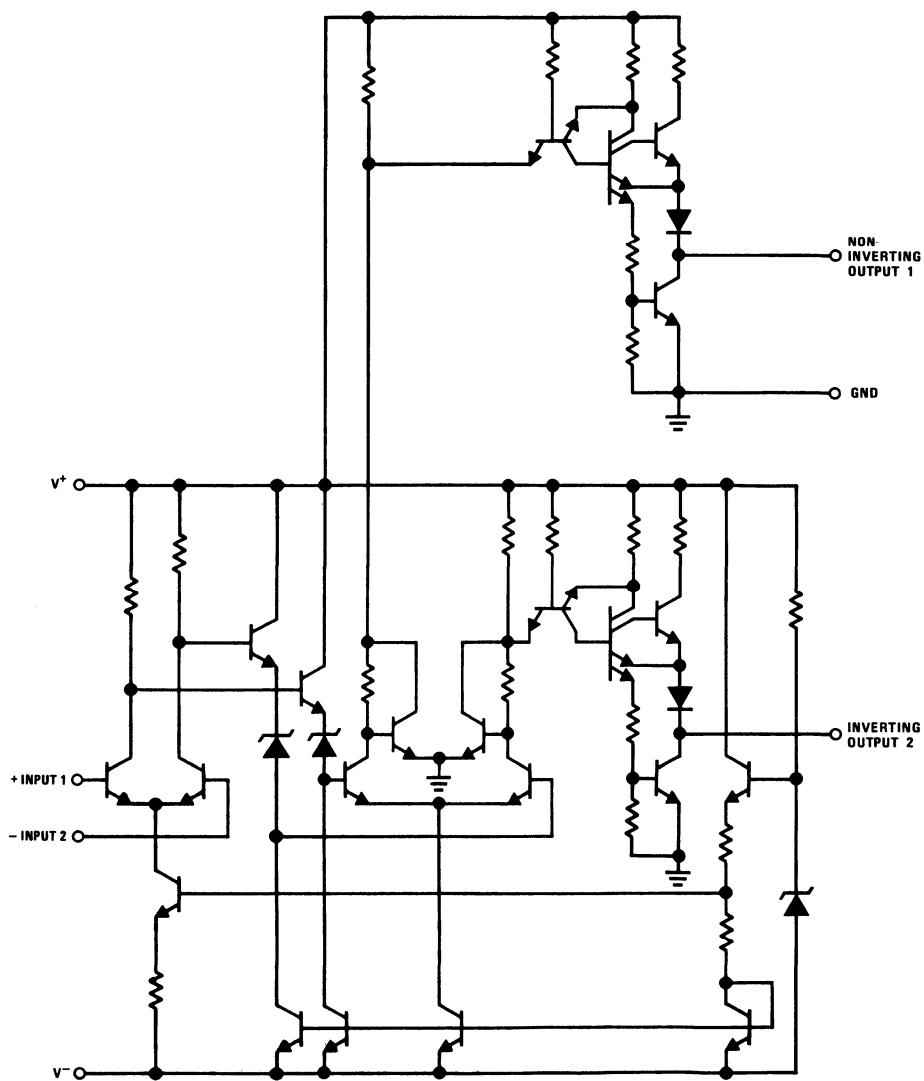 NON-
INVERTING
OUTPUT 1
GND
V+
INVERTING
OUTPUT 2
+ INPUT 1
− INPUT 2
V−